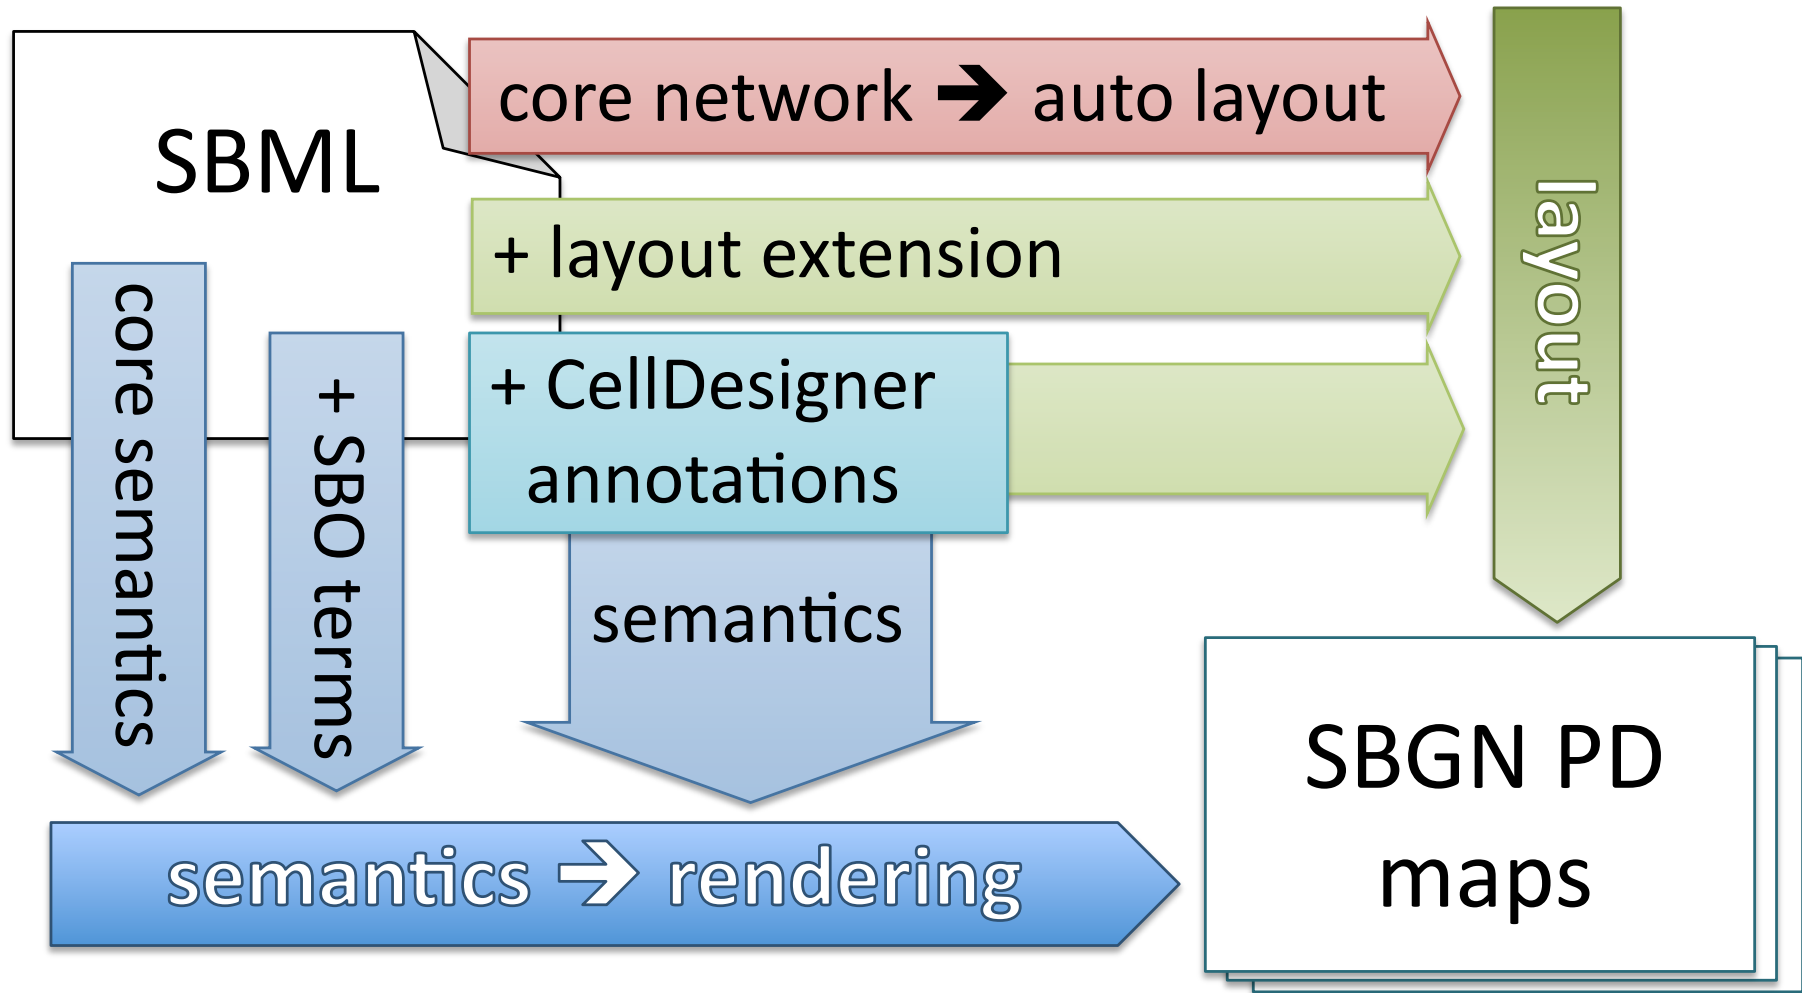 SBML
core network → auto layout
+ layout extension
+ CellDesigner
annotations
layout
core semantics
+ SBO terms
semantics
semantics → rendering
SBGN PD
maps